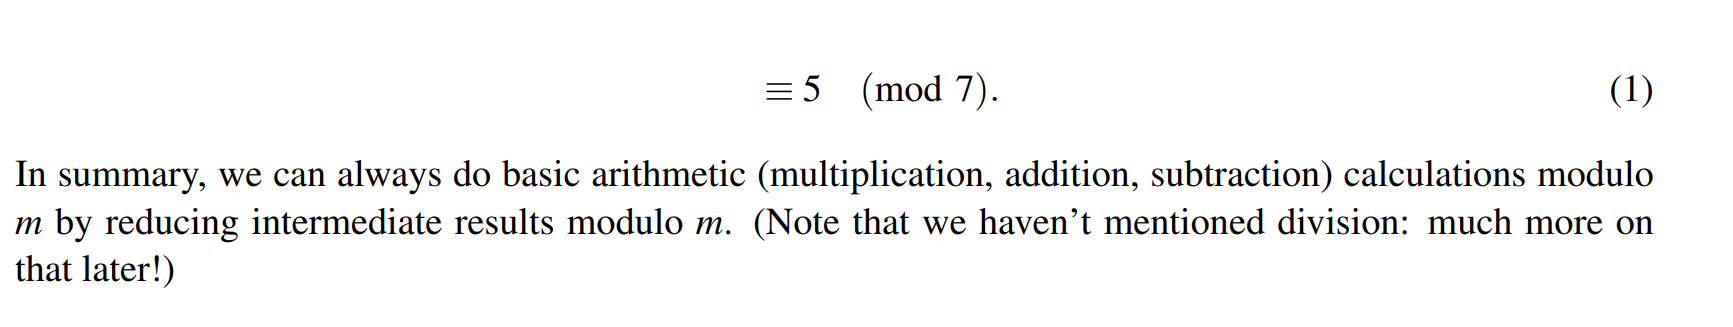 ≡ 5 (mod 7). (1)
In summary, we can always do basic arithmetic (multiplication, addition, subtraction) calculations modulo
m by reducing intermediate results modulo m. (Note that we haven’t mentioned division: much more on
that later!)